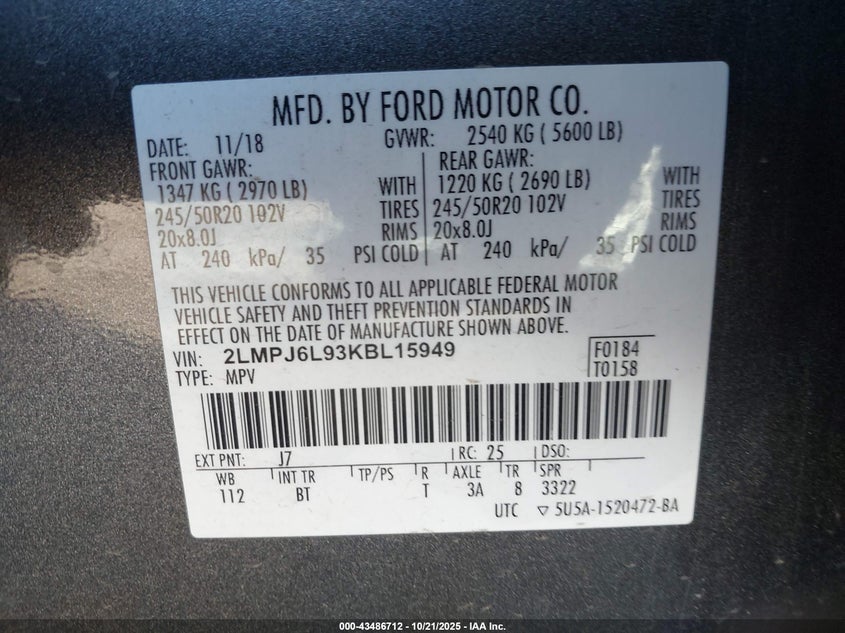 MFD. BY FORD MOTOR CO.
DATE: 11/18 GVWR: 2540 KG ( 5600 LB)
FRONT GAWR: REAR GAWR:
1347 KG ( 2970 LB) WITH 1220 KG ( 2690 LB) WITH
245/50R20 102V TIRES 245/50R20 102V TIRES
20x8.0J RIMS 20x8.0J RIMS
AT 240 kPa/ 35 PSI COLD AT 240 kPa/ 35 PSI COLD
THIS VEHICLE CONFORMS TO ALL APPLICABLE FEDERAL MOTOR
VEHICLE SAFETY AND THEFT PREVENTION STANDARDS IN
EFFECT ON THE DATE OF MANUFACTURE SHOWN ABOVE.
VIN: 2LMPJ6L93KBL15949 F0184
TYPE: MPV T0158
EXT PNT: J7 RC: 25 DSO:
WB INT TR TP/PS R AXLE TR SPR
112 BT T 3A 8 3322
UTC ▽ 5U5A-1520472-BA
000-43486712 - 10/21/2025 - IAA Inc.